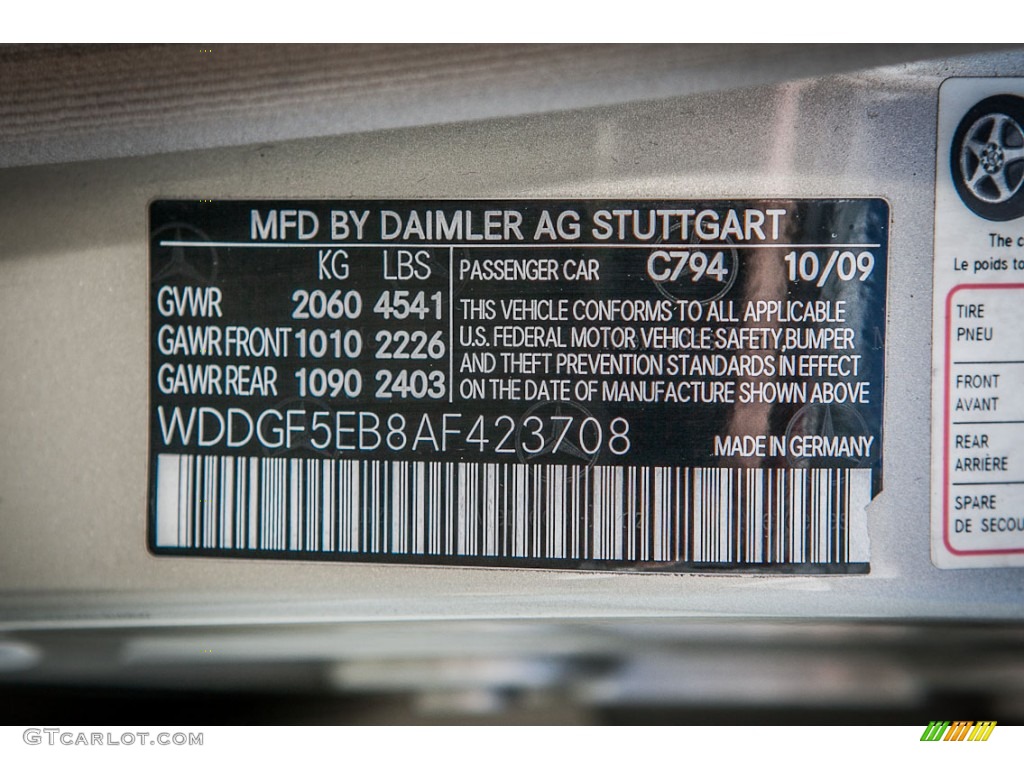 MFD BY DAIMLER AG STUTTGART
KG LBS
GVWR 2060 4541
GAWR FRONT 1010 2226
GAWR REAR 1090 2403
PASSENGER CAR C794 10/09
THIS VEHICLE CONFORMS TO ALL APPLICABLE
U.S. FEDERAL MOTOR VEHICLE SAFETY,BUMPER
AND THEFT PREVENTION STANDARDS IN EFFECT
ON THE DATE OF MANUFACTURE SHOWN ABOVE
WDDGF5EB8AF423708
MADE IN GERMANY
The
Le poids
TIRE
PNEU
FRONT
AVANT
REAR
ARRIÈRE
SPARE
DE
GTCARLOT.COM